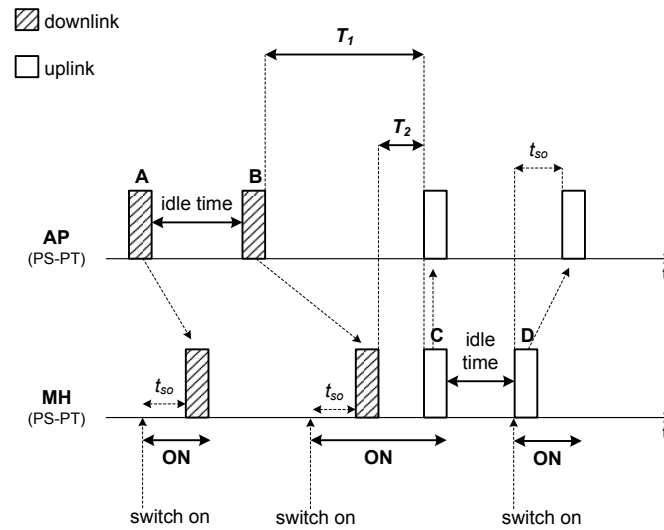 downlink
uplink
T1
T2
tso
A
B
idle time
AP
(PS-PT)
t
C
idle
time
D
tso
tso
MH
(PS-PT)
t
ON
ON
ON
switch on
switch on
switch on